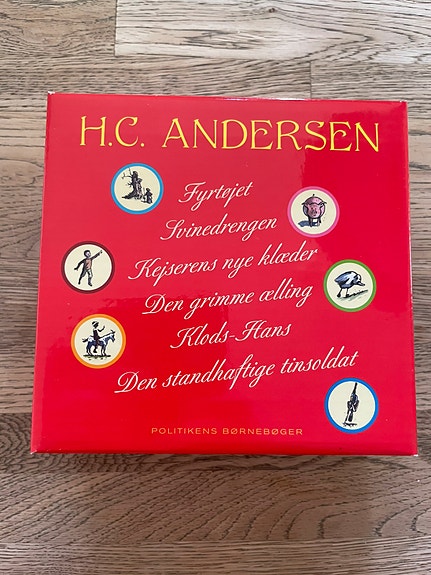 H.C. ANDERSEN
Fyrtøjet
Svinedrengen
Kejserens nye klæder
Den grimme ælling
Klods-Hans
Den standhaftige tinsoldat
POLITIKENS BØRNEBØGER